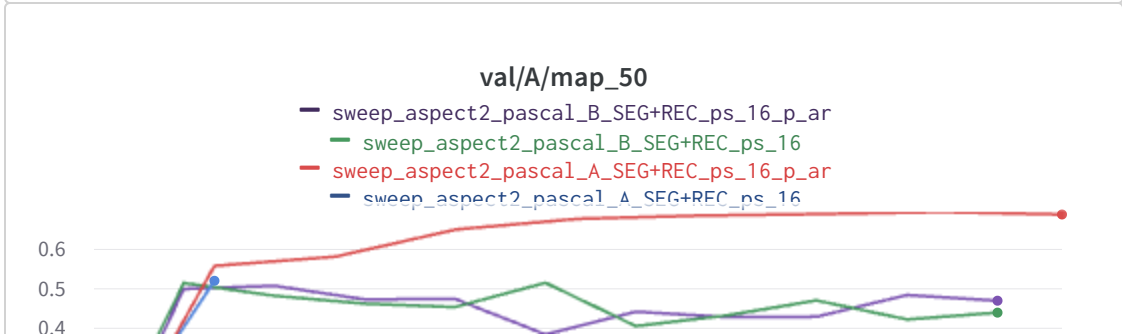 val/A/map_50
sweep_aspect2_pascal_B_SEG+REC_ps_16_p_ar
sweep_aspect2_pascal_B_SEG+REC_ps_16
sweep_aspect2_pascal_A_SEG+REC_ps_16_p_ar
sweep_aspect2_pascal_A_SEG+REC_ps_16
0.6
0.5
0.4